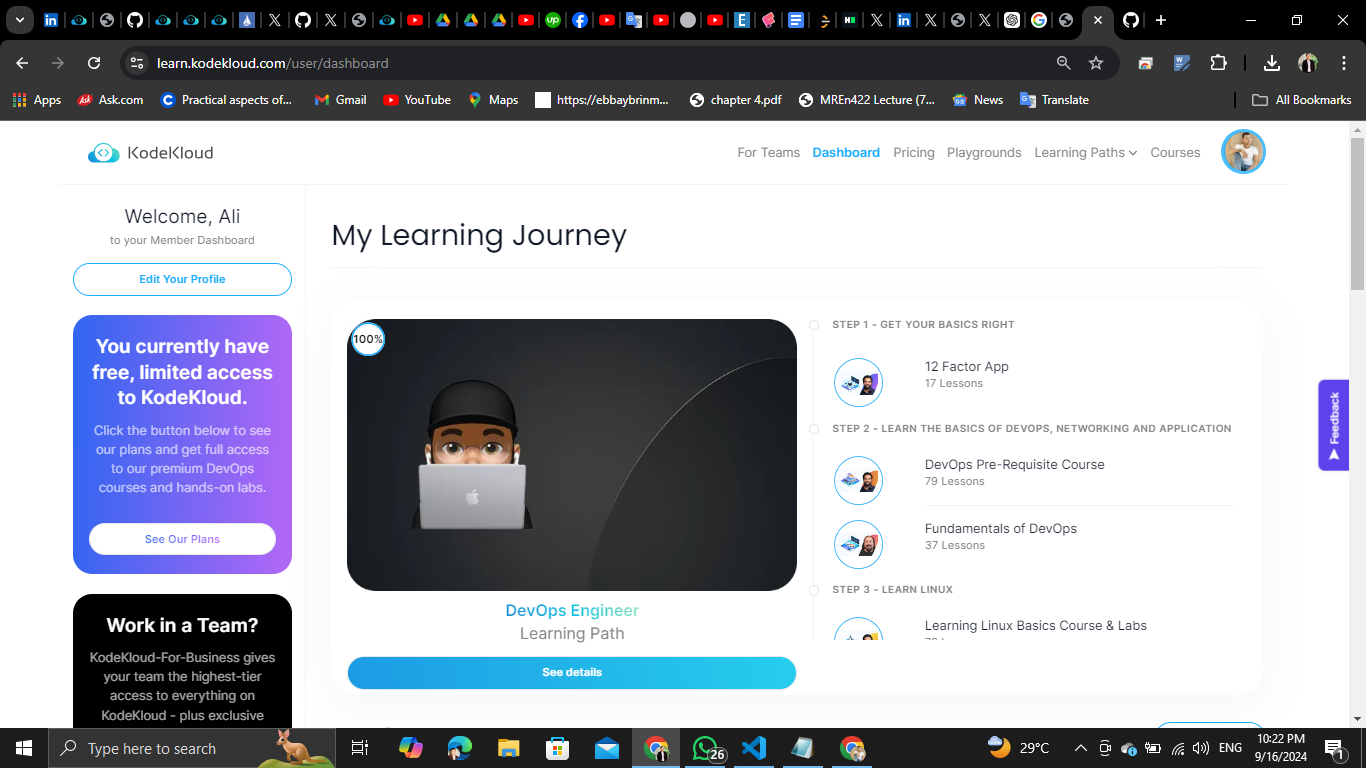 learn.kodekloud.com/user/dashboard
Apps
Ask.com
Practical aspects of...
Gmail
YouTube
Maps
https://ebbaybrinm...
chapter 4.pdf
MREn422 Lecture (7...
News
Translate
All Bookmarks
KodeKloud
For Teams
Dashboard
Pricing
Playgrounds
Learning Paths
Courses
Welcome, Ali
to your Member Dashboard
Edit Your Profile
You currently have
free, limited access
to KodeKloud.
Click the button below to see
our plans and get full access
to our premium DevOps
courses and hands-on labs.
See Our Plans
Work in a Team?
KodeKloud-For-Business gives
your team the highest-tier
access to everything on
KodeKloud - plus exclusive
My Learning Journey
100%
DevOps Engineer
Learning Path
See details
STEP 1 - GET YOUR BASICS RIGHT
12 Factor App
17 Lessons
STEP 2 - LEARN THE BASICS OF DEVOPS, NETWORKING AND APPLICATION
DevOps Pre-Requisite Course
79 Lessons
Fundamentals of DevOps
37 Lessons
STEP 3 - LEARN LINUX
Learning Linux Basics Course & Labs
Feedback
Type here to search
26
29°C
ENG
10:22 PM
9/16/2024
1